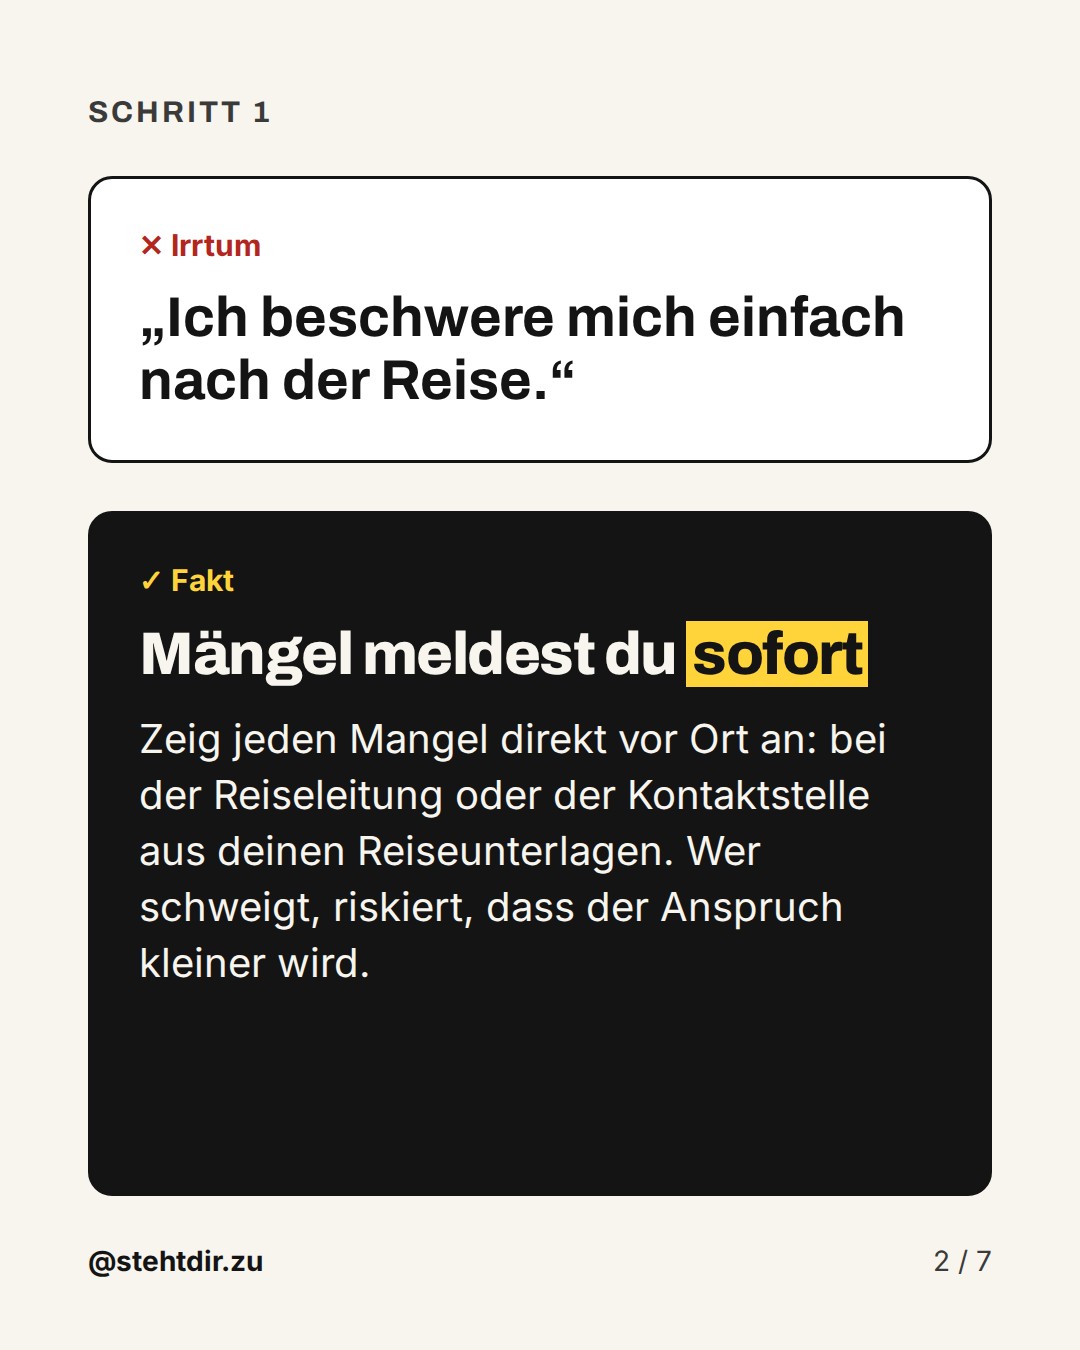 SCHRITT 1
✕ Irrtum
„Ich beschwere mich einfach
nach der Reise.“
✓ Fakt
Mängel meldest du sofort
Zeig jeden Mangel direkt vor Ort an: bei
der Reiseleitung oder der Kontaktstelle
aus deinen Reiseunterlagen. Wer
schweigt, riskiert, dass der Anspruch
kleiner wird.
@stehtdir.zu
2 / 7